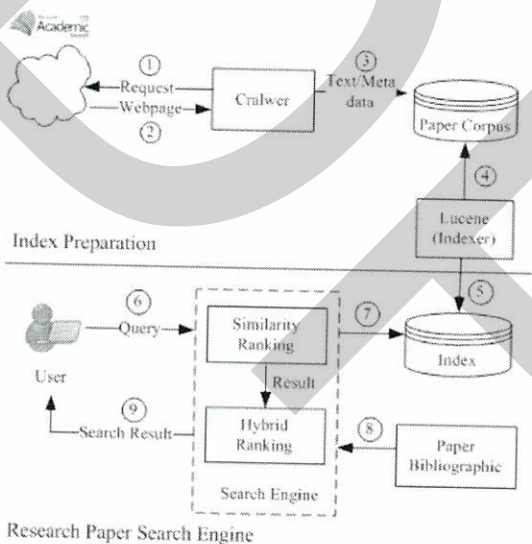 Academic
①
Request
Webpage
②
Cralwer
③
Text/Meta
data
Paper Corpus
④
Lucene
(Indexer)
Index Preparation
⑤
⑥
Query
User
Similarity
Ranking
Result
Hybrid
Ranking
Search Engine
⑦
Index
⑧
Paper
Bibliographic
⑨
Search Result
Research Paper Search Engine